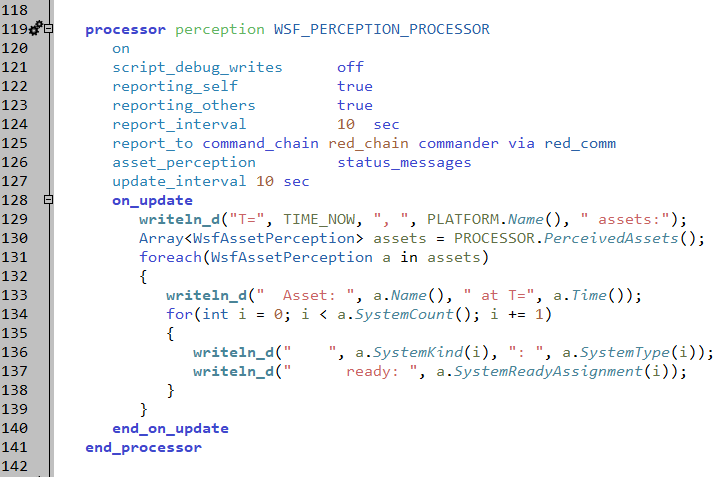 118
119 processor perception WSF_PERCEPTION_PROCESSOR
120 on
121 script_debug_writes off
122 reporting_self true
123 reporting_others true
124 report_interval 10 sec
125 report_to command_chain red_chain commander via red_comm
126 asset_perception status_messages
127 update_interval 10 sec
128 on_update
129 writeln_d("T=", TIME_NOW, ", ", PLATFORM.Name(), " assets:");
130 Array<WsfAssetPerception> assets = PROCESSOR.PerceivedAssets();
131 foreach(WsfAssetPerception a in assets)
132 {
133 writeln_d("  Asset: ", a.Name(), " at T=", a.Time());
134 for(int i = 0; i < a.SystemCount(); i += 1)
135 {
136 writeln_d("    ", a.SystemKind(i), ": ", a.SystemType(i));
137 writeln_d("      ready: ", a.SystemReadyAssignment(i));
138 }
139 }
140 end_on_update
141 end_processor
142